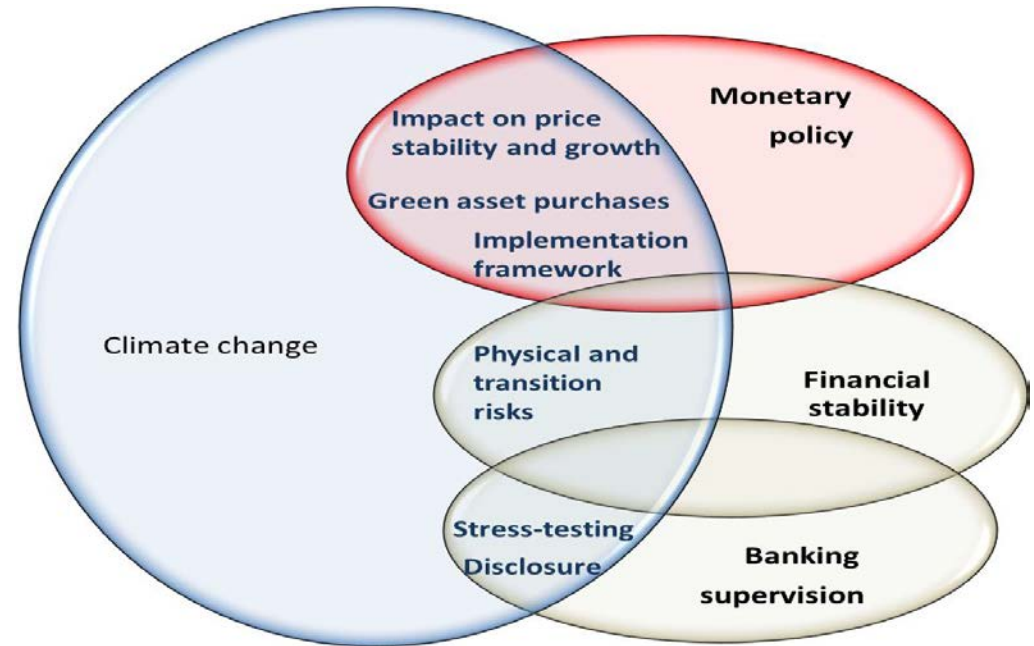 Monetary
policy
Impact on price
stability and growth
Green asset purchases
Implementation
framework
Climate change
Physical and
transition
risks
Financial
stability
Stress-testing
Disclosure
Banking
supervision